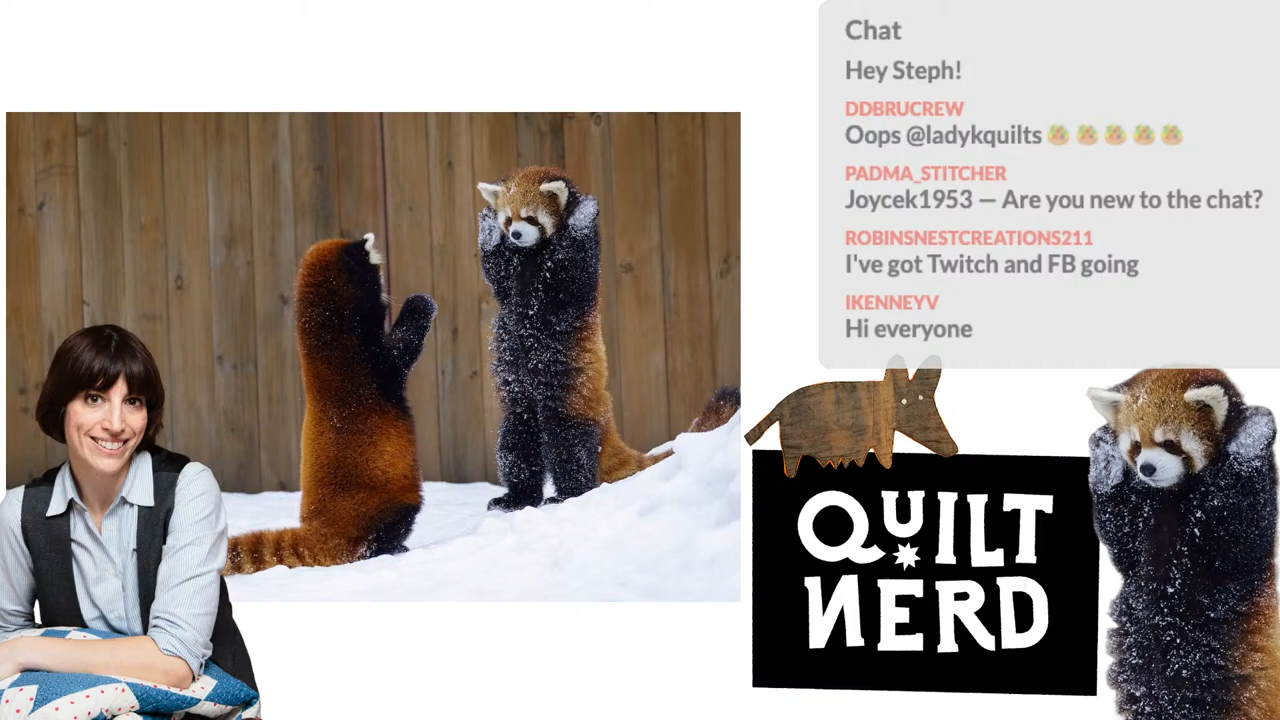 Chat
Hey Steph!
DDBRUCREW
Oops @ladykquilts
PADMA_STITCHER
Joycek1953 — Are you new to the chat?
ROBINSNESTCREATIONS211
I've got Twitch and FB going
IKENNEYV
Hi everyone
QUILT
NERD